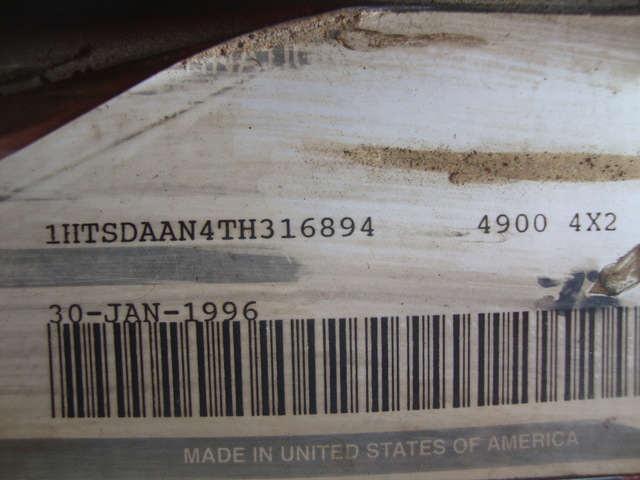 1HTSDAAN4TH316894 4900 4X2
30-JAN-1996
MADE IN UNITED STATES OF AMERICA